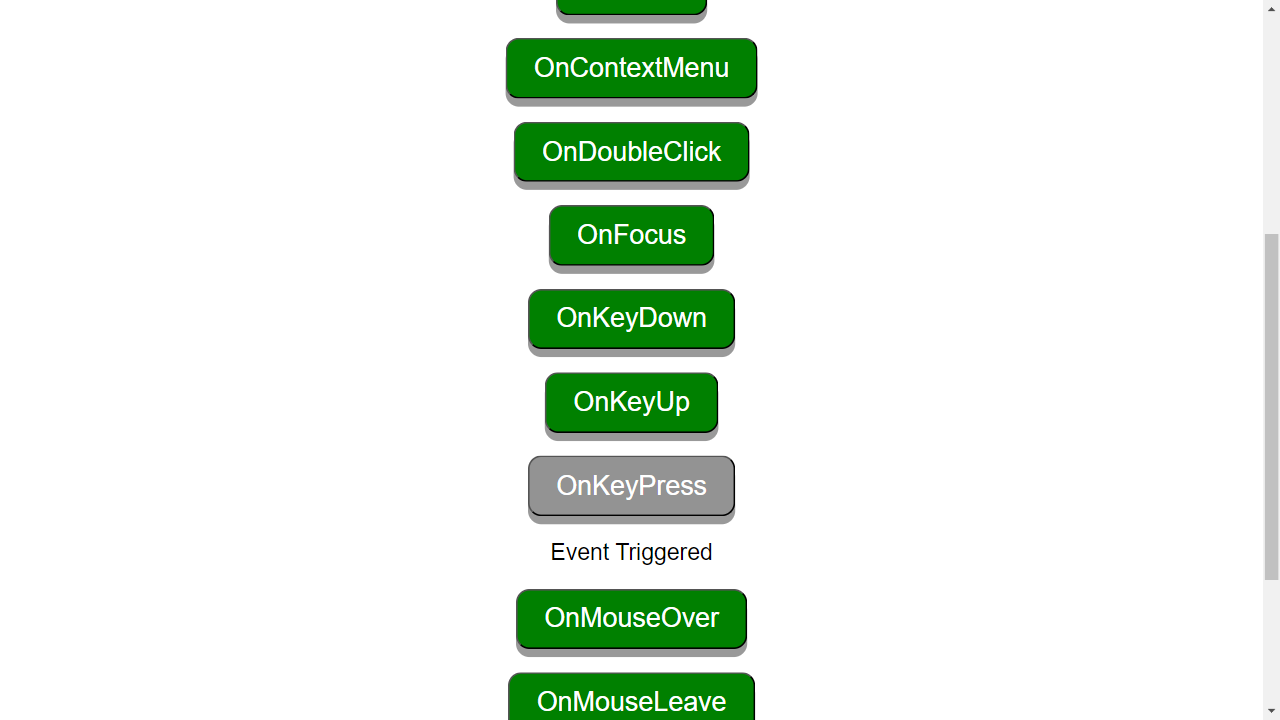 OnContextMenu
OnDoubleClick
OnFocus
OnKeyDown
OnKeyUp
OnKeyPress
Event Triggered
OnMouseOver
OnMouseLeave